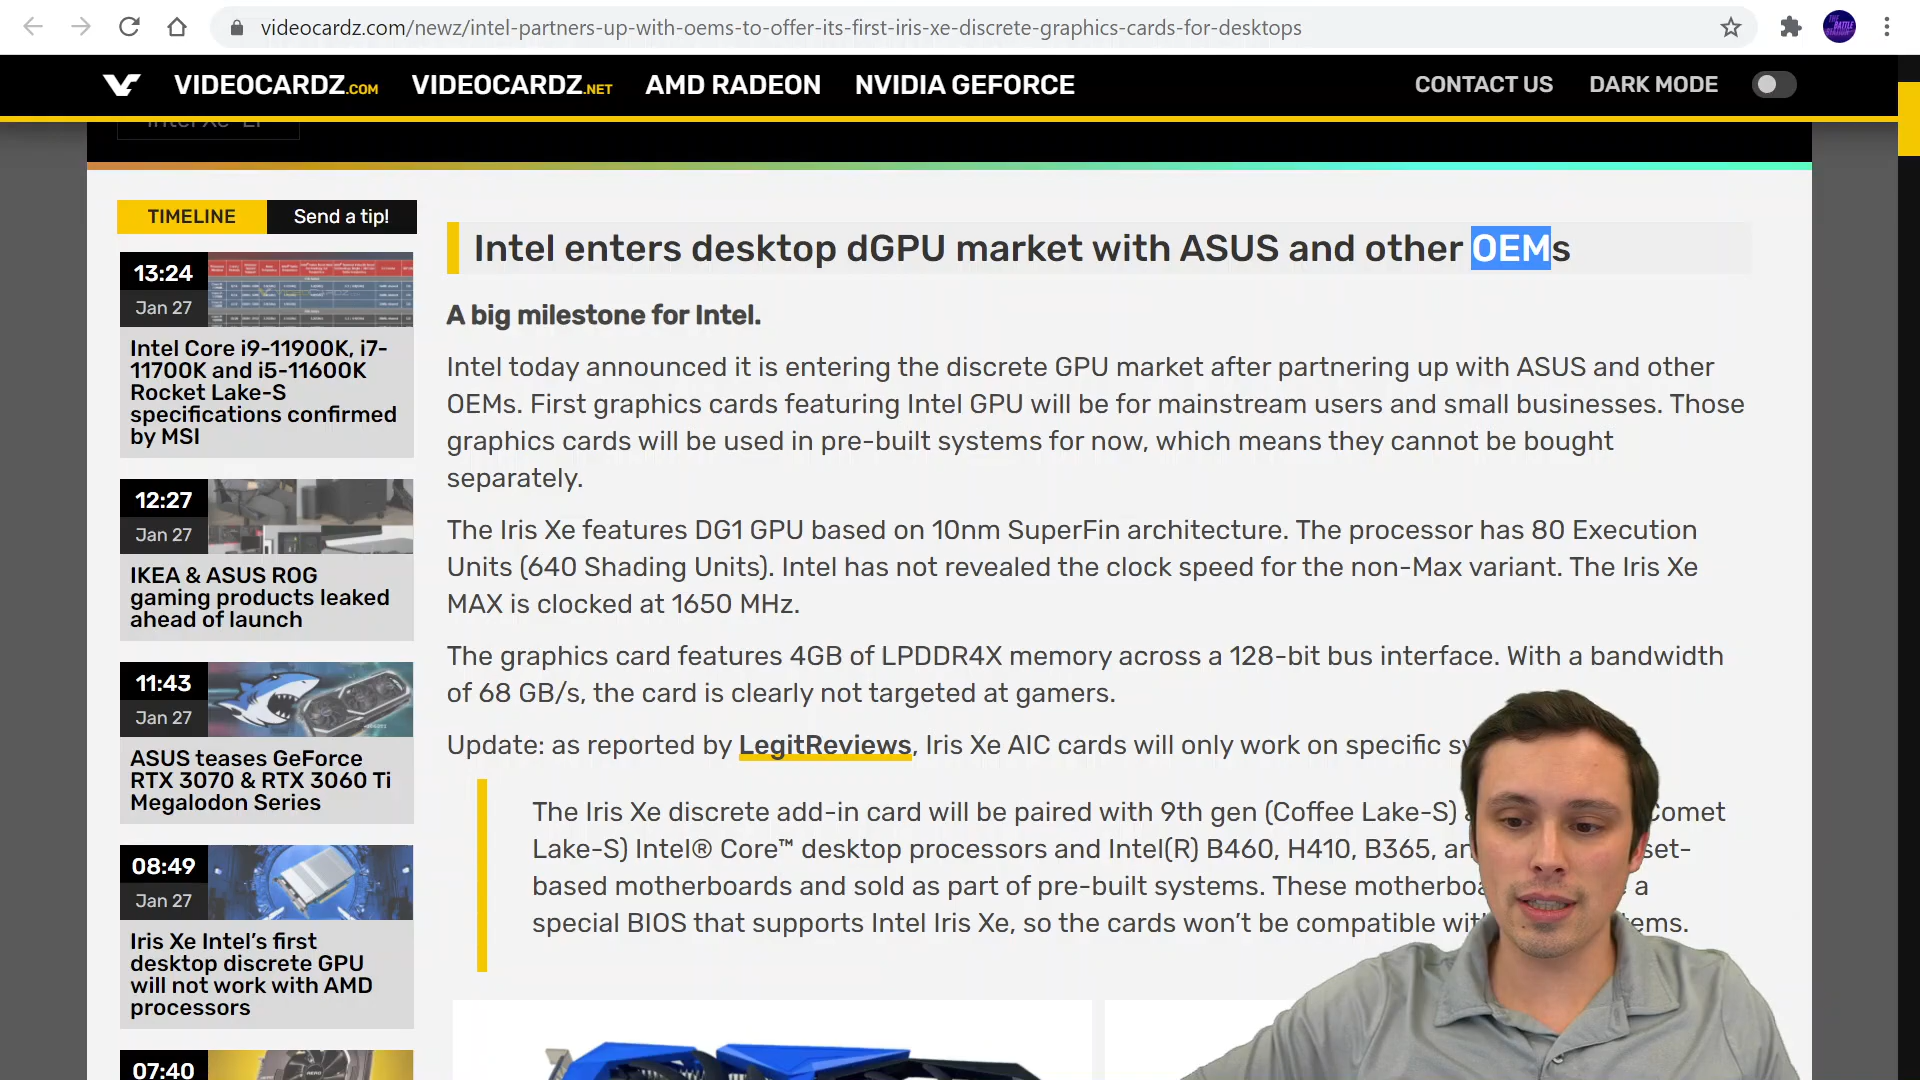 videocardz.com/newz/intel-partners-up-with-oems-to-offer-its-first-iris-xe-discrete-graphics-cards-for-desktops
VIDEOCARDZ.COM VIDEOCARDZ.NET AMD RADEON NVIDIA GEFORCE CONTACT US DARK MODE
TIMELINE Send a tip!
13:24
Jan 27
Intel Core i9-11900K, i7-
11700K and i5-11600K
Rocket Lake-S
specifications confirmed
by MSI
12:27
Jan 27
IKEA & ASUS ROG
gaming products leaked
ahead of launch
11:43
Jan 27
ASUS teases GeForce
RTX 3070 & RTX 3060 Ti
Megalodon Series
08:49
Jan 27
Iris Xe Intel's first
desktop discrete GPU
will not work with AMD
processors
07:40
Intel enters desktop dGPU market with ASUS and other OEMs
A big milestone for Intel.
Intel today announced it is entering the discrete GPU market after partnering up with ASUS and other
OEMs. First graphics cards featuring Intel GPU will be for mainstream users and small businesses. Those
graphics cards will be used in pre-built systems for now, which means they cannot be bought
separately.
The Iris Xe features DG1 GPU based on 10nm SuperFin architecture. The processor has 80 Execution
Units (640 Shading Units). Intel has not revealed the clock speed for the non-Max variant. The Iris Xe
MAX is clocked at 1650 MHz.
The graphics card features 4GB of LPDDR4X memory across a 128-bit bus interface. With a bandwidth
of 68 GB/s, the card is clearly not targeted at gamers.
Update: as reported by LegitReviews, Iris Xe AIC cards will only work on specific
The Iris Xe discrete add-in card will be paired with 9th gen (Coffee Lake-S) Comet
Lake-S) Intel® Core™ desktop processors and Intel(R) B460, H410, B365, set-
based motherboards and sold as part of pre-built systems. These a
special BIOS that supports Intel Iris Xe, so the cards won't be compatible